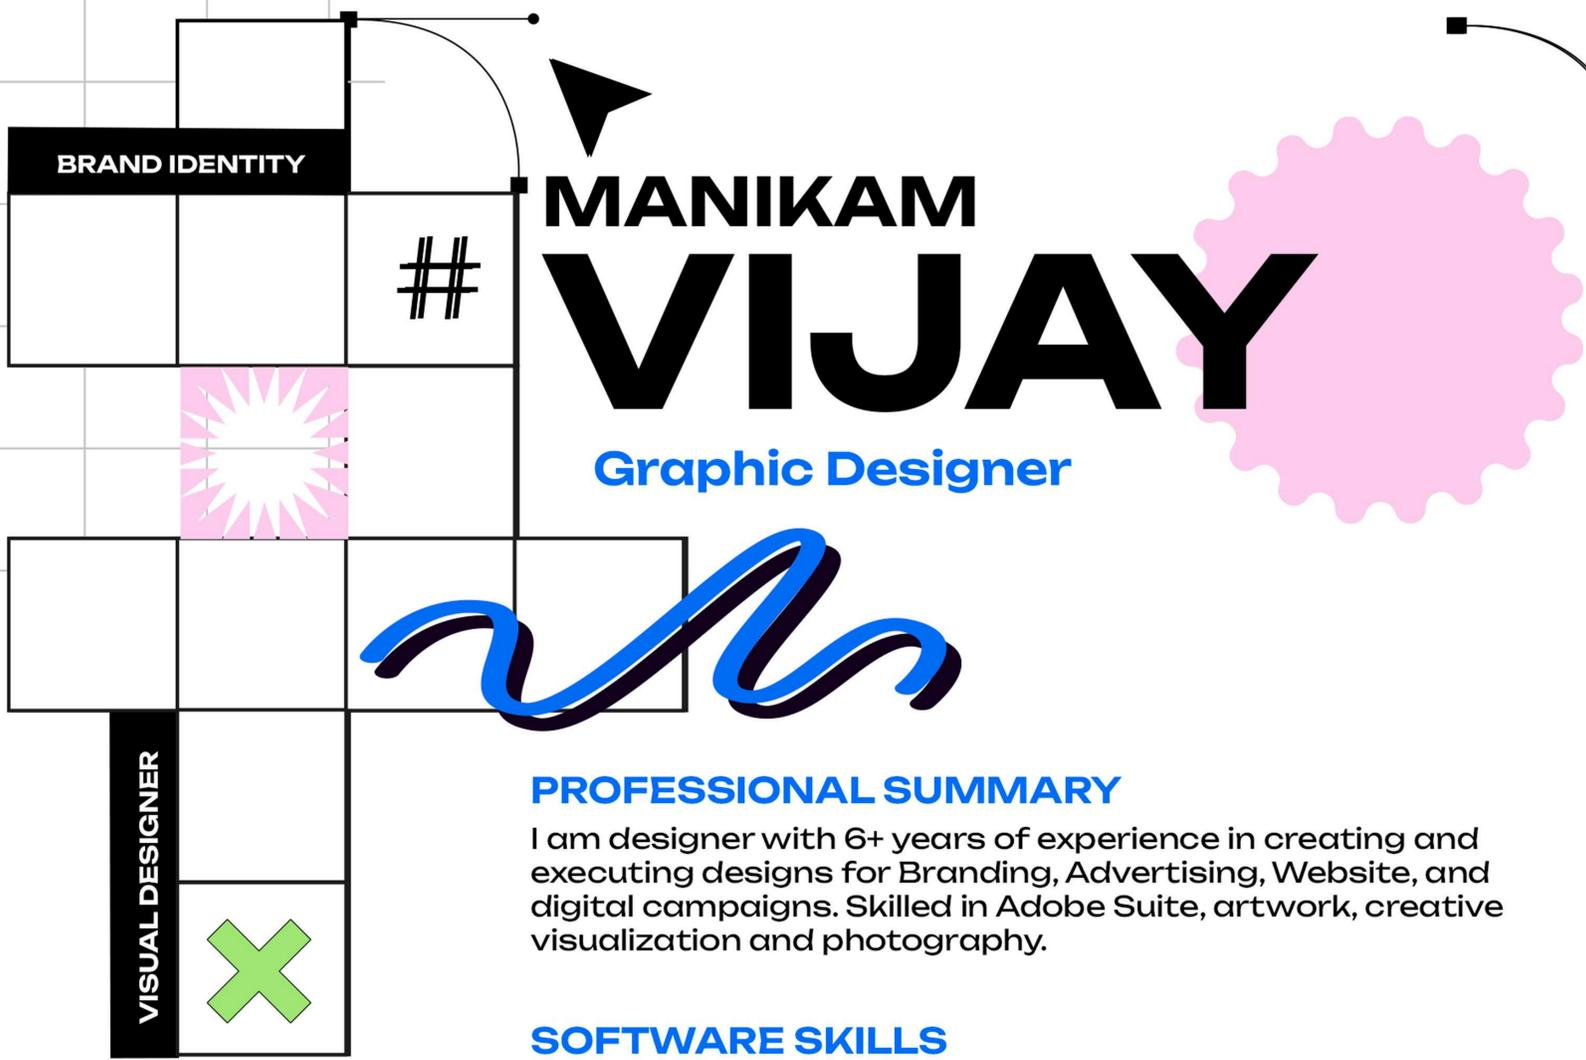 BRAND IDENTITY
#
MANIKAM
VIJAY
Graphic Designer
PROFESSIONAL SUMMARY
I am designer with 6+ years of experience in creating and
executing designs for Branding, Advertising, Website, and
digital campaigns. Skilled in Adobe Suite, artwork, creative
visualization and photography.
VISUAL DESIGNER
SOFTWARE SKILLS